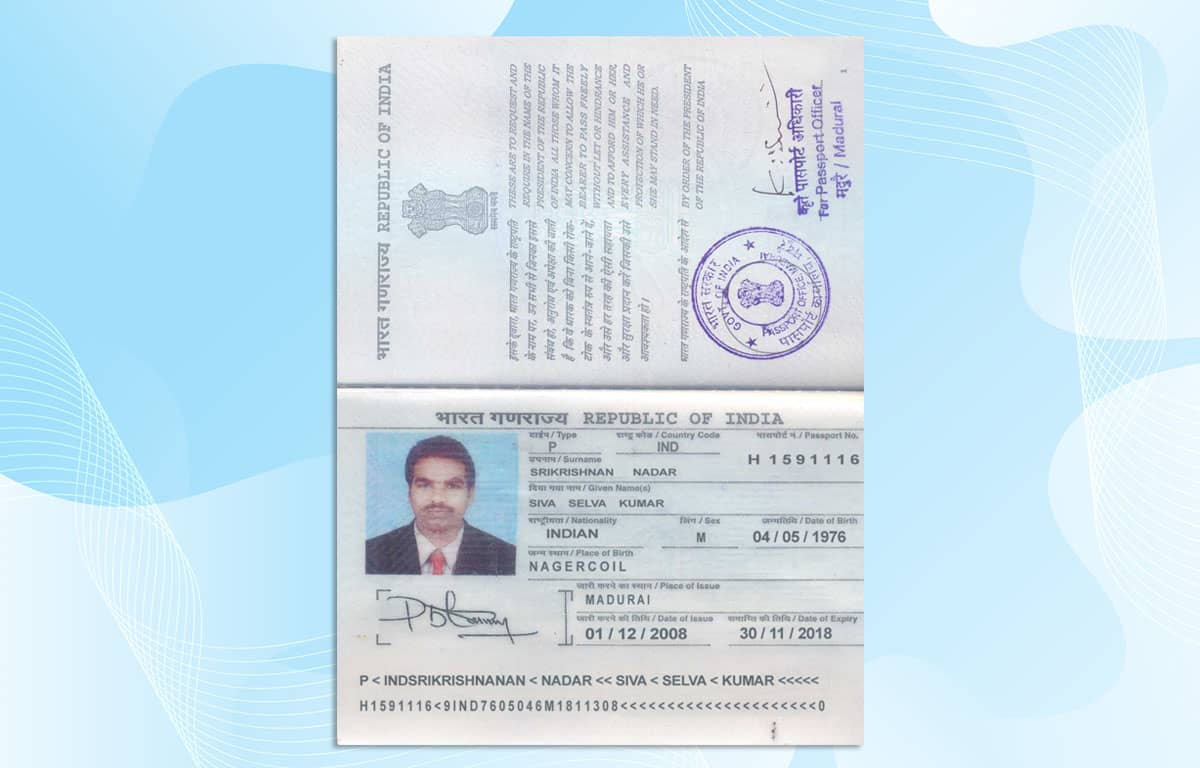 भारत गणराज्य REPUBLIC OF INDIA
सत्यमेव जयते
THESE ARE TO REQUEST AND
REQUIRE IN THE NAME OF THE
PRESIDENT OF THE REPUBLIC
OF INDIA ALL THOSE WHOM IT
MAY CONCERN TO ALLOW THE
BEARER TO PASS FREELY
WITHOUT LET OR HINDRANCE
AND TO AFFORD HIM OR HER,
EVERY ASSISTANCE AND
PROTECTION OF WHICH HE OR
SHE MAY STAND IN NEED.
BY ORDER OF THE PRESIDENT
OF THE REPUBLIC OF INDIA
इसके द्वारा, भारत गणराज्य के राष्ट्रपति
के नाम पर, उन सभी से जिनका इससे
संबंध हो, अनुरोध एवं अपेक्षा की जाती
है कि वे धारक को बिना किसी रोक-
टोक के स्वतंत्र रूप से आने-जाने दें,
और उसे हर तरह की ऐसी सहायता
और सुरक्षा प्रदान करें जिसकी उसे
आवश्यकता हो।
भारत गणराज्य के राष्ट्रपति के आदेश से
भारत सरकार
GOVT OF INDIA
PASSPORT OFFICE MADURAI
पासपोर्ट कार्यालय मदुरै
कृते पासपोर्ट अधिकारी
For Passport Officer
मदुरै / Madurai
1
भारत गणराज्य REPUBLIC OF INDIA
टाईप / Type
राष्ट्र कोड / Country Code
पासपोर्ट नं. / Passport No.
P
IND
H 1591116
उपनाम / Surname
SRIKRISHNAN NADAR
दिया गया नाम / Given Name(s)
SIVA SELVA KUMAR
राष्ट्रीयता / Nationality
लिंग / Sex
जन्मतिथि / Date of Birth
INDIAN
M
04 / 05 / 1976
जन्म स्थान / Place of Birth
NAGERCOIL
जारी करने का स्थान / Place of Issue
MADURAI
जारी करने की तिथि / Date of Issue
समाप्ति की तिथि / Date of Expiry
01 / 12 / 2008
30 / 11 / 2018
P < INDSRIKRISHNANAN < NADAR << SIVA < SELVA < KUMAR <<<<<
H1591116<9IND7605046M1811308<<<<<<<<<<<<<<<<<<<<<<0